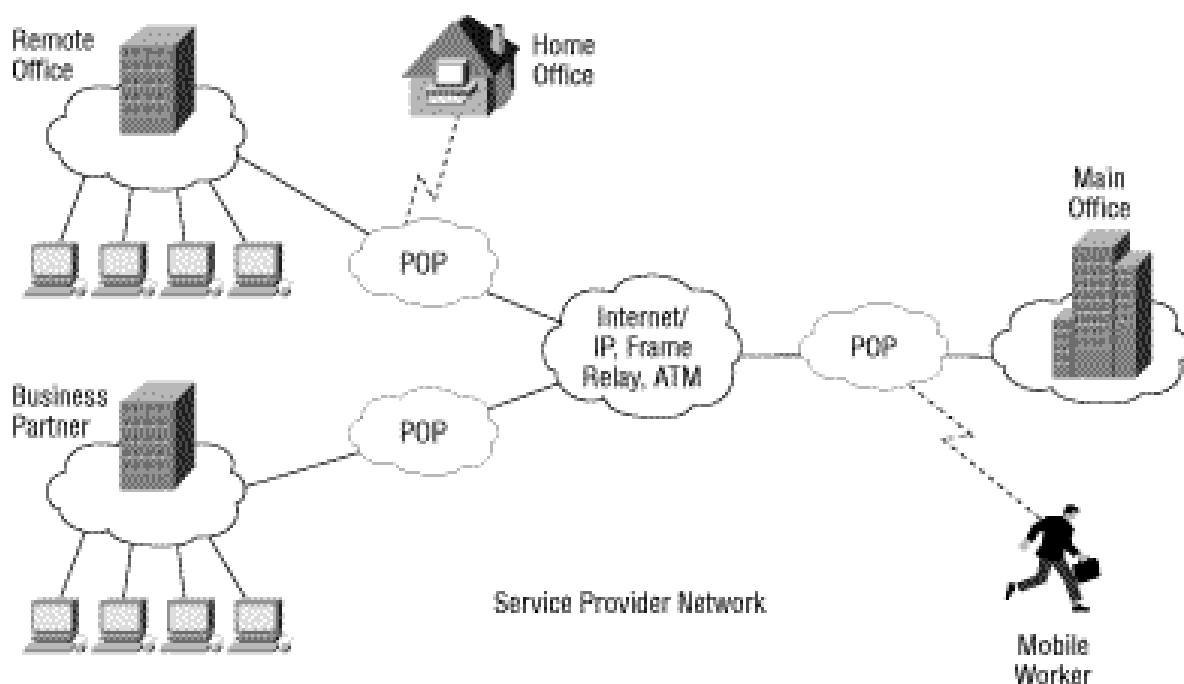 Remote
Office
Home
Office
Main
Office
POP
Internet/
IP, Frame
Relay, ATM
POP
Business
Partner
POP
Service Provider Network
Mobile
Worker